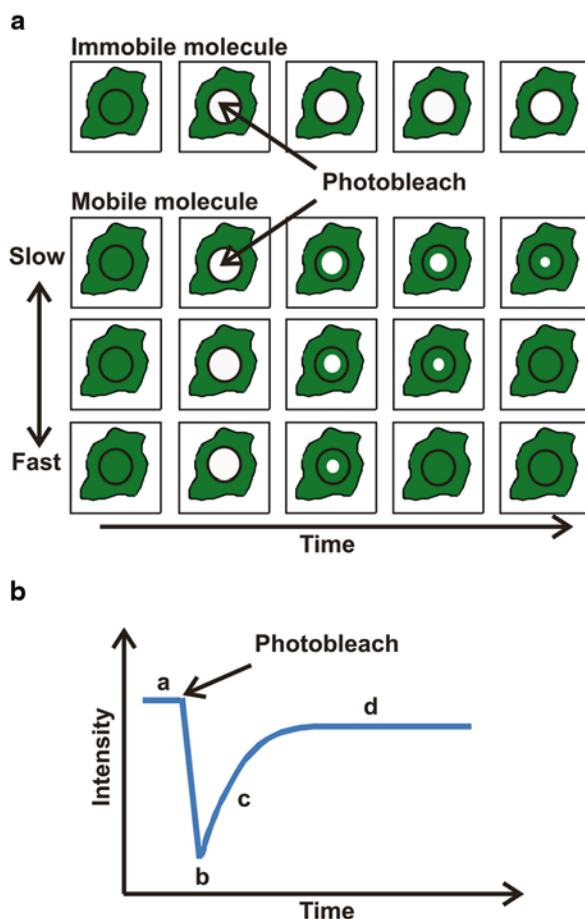 a
Immobile molecule
Photobleach
Mobile molecule
Slow
Fast
Time
b
Photobleach
a
d
Intensity
c
b
Time